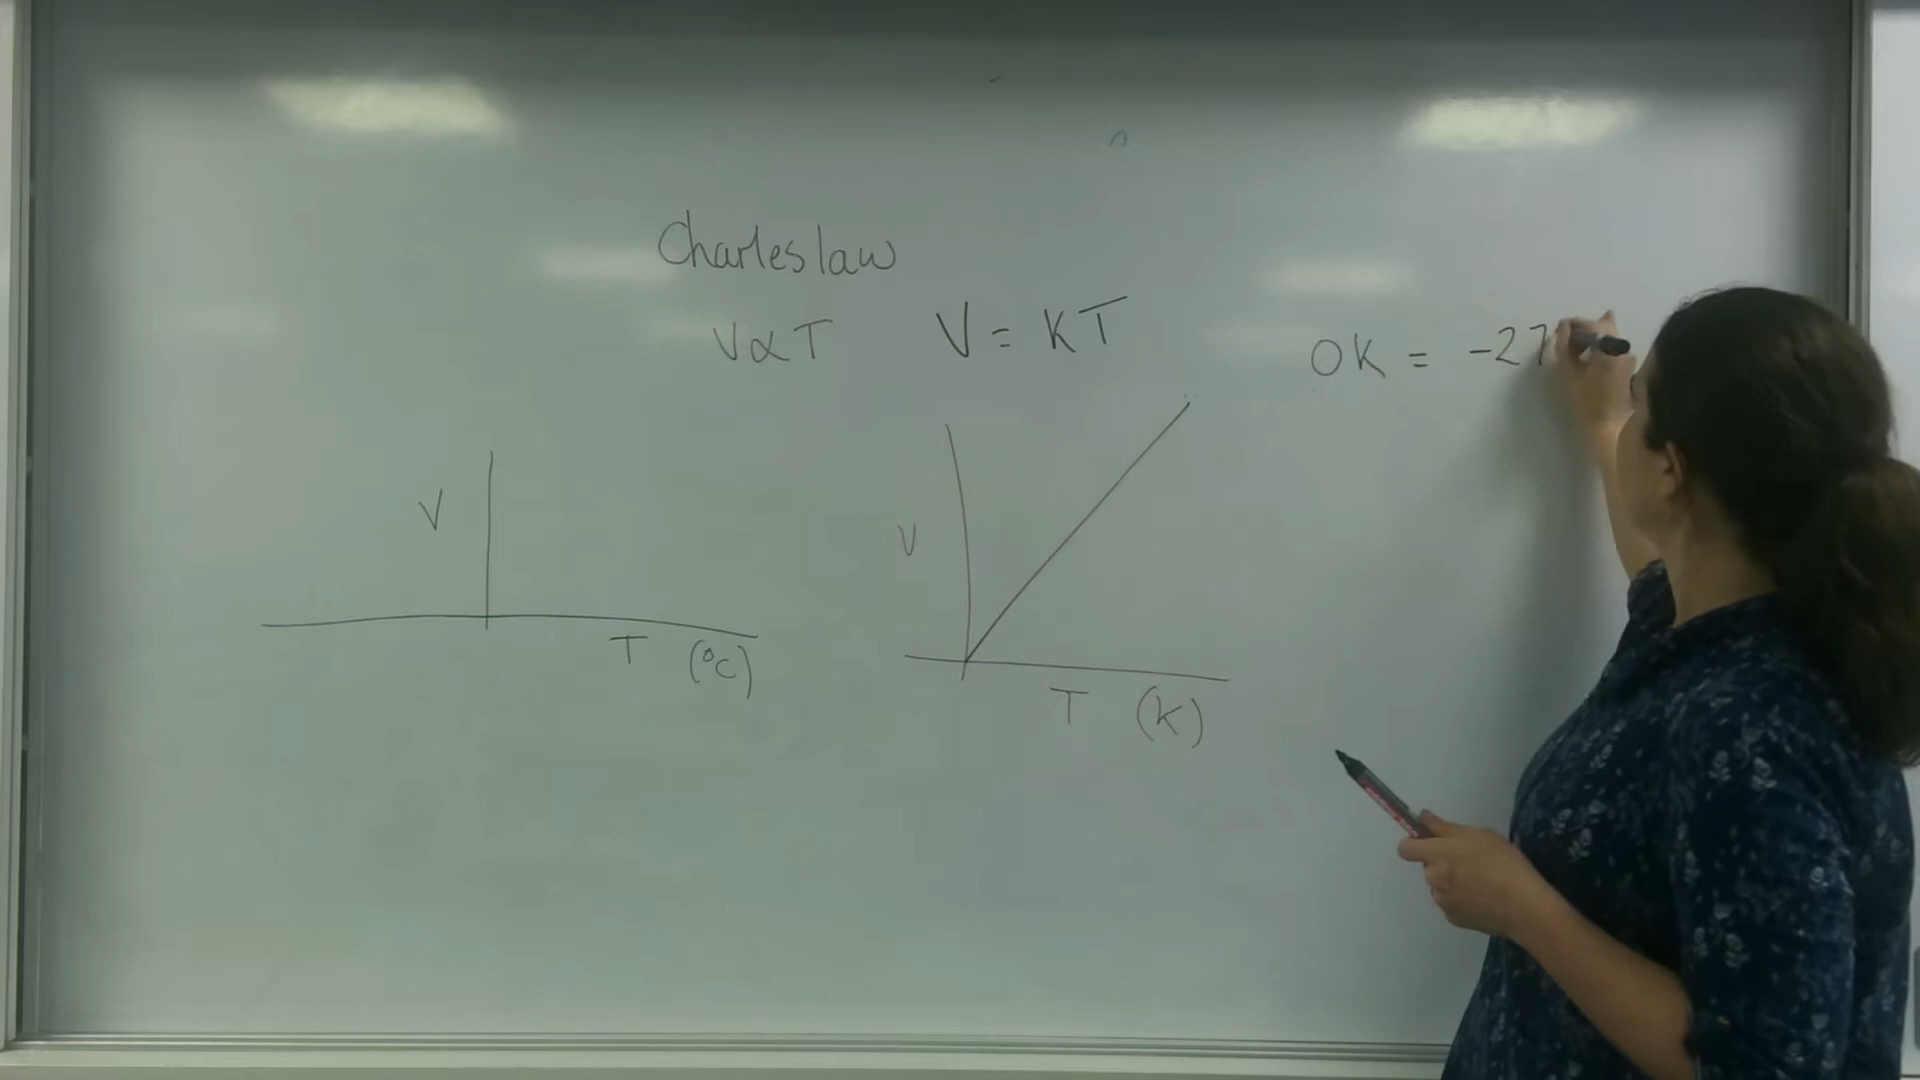 Charles law
V ∝ T V = KT
0K = -27
V
T (°C)
V
T (K)